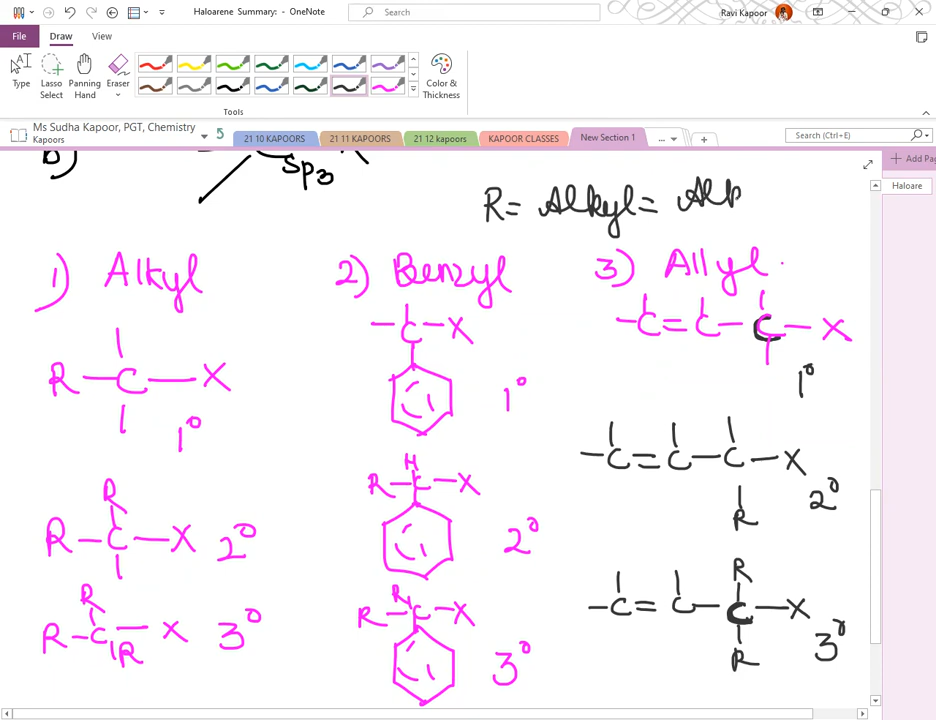 Haloarene Summary: - OneNote
Search
Ravi Kapoor
File
Draw
View
Type
Lasso Select
Panning Hand
Eraser
Color & Thickness
Tools
Ms Sudha Kapoor, PGT, Chemistry
Kapoors
21 10 KAPOORS
21 11 KAPOORS
21 12 kapoors
KAPOOR CLASSES
New Section 1
...
Search (Ctrl+E)
Add Pag
Haloare
Sp3
R= Alkyl=
1) Alkyl
2) Benzyl
3) Allyl
R-C-X
1°
C-X
1°
-C=C-C-X
1°
R
R-C-X 2°
H
R-C-X
2°
-C=C-C-X
R
2°
R
R-C-X 3°
R
R
R-C-X
3°
R
-C=C-C-X
R
3°